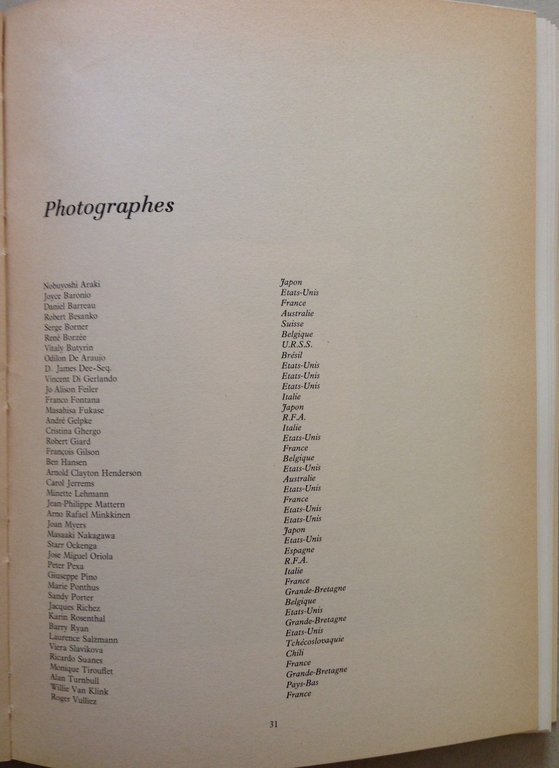 Photographes
Nobuyoshi Araki Japon
Joyce Baronio Etats-Unis
Daniel Barreau France
Robert Besanko Australie
Serge Borner Suisse
René Borzée Belgique
Vitaly Butyrin U.R.S.S.
Odilon De Araujo Brésil
D. James Dee-Seq. Etats-Unis
Vincent Di Gerlando Etats-Unis
Jo Alison Feiler Etats-Unis
Franco Fontana Italie
Masahisa Fukase Japon
André Gelpke R.F.A.
Cristina Ghergo Italie
Robert Giard Etats-Unis
François Gilson France
Ben Hansen Belgique
Arnold Clayton Henderson Etats-Unis
Carol Jerrems Australie
Minette Lehmann Etats-Unis
Jean-Philippe Mattern France
Arno Rafael Minkkinen Etats-Unis
Joan Myers Etats-Unis
Masaaki Nakagawa Japon
Starr Ockenga Etats-Unis
Jose Miguel Oriola Espagne
Peter Pexa R.F.A.
Giuseppe Pino Italie
Marie Ponthus France
Sandy Porter Grande-Bretagne
Jacques Richez Belgique
Karin Rosenthal Etats-Unis
Barry Ryan Grande-Bretagne
Laurence Salzmann Etats-Unis
Viera Slavikova Tchécoslovaquie
Ricardo Suanes Chili
Monique Tirouflet France
Alan Turnbull Grande-Bretagne
Willie Van Klink Pays-Bas
Roger Vulliez France
31